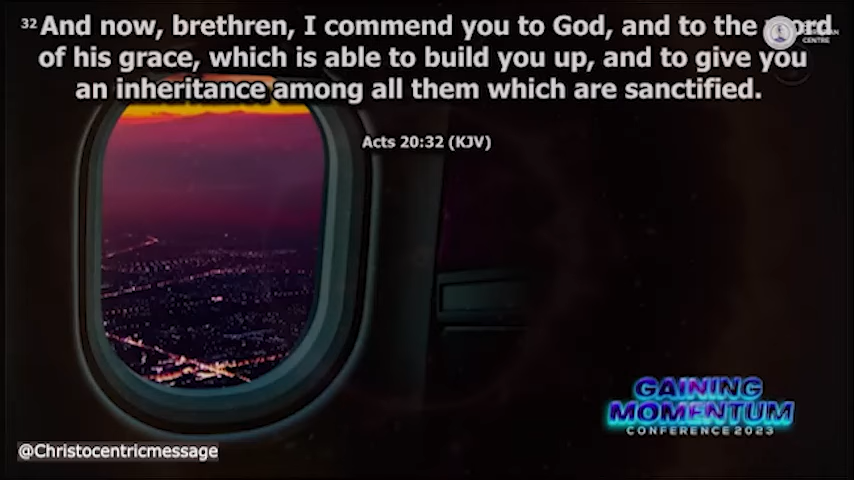 32 And now, brethren, I commend you to God, and to the word
of his grace, which is able to build you up, and to give you
an inheritance among all them which are sanctified.
Acts 20:32 (KJV)
CENTRE
GAINING
MOMENTUM
CONFERENCE 2023
@Christocentricmessage